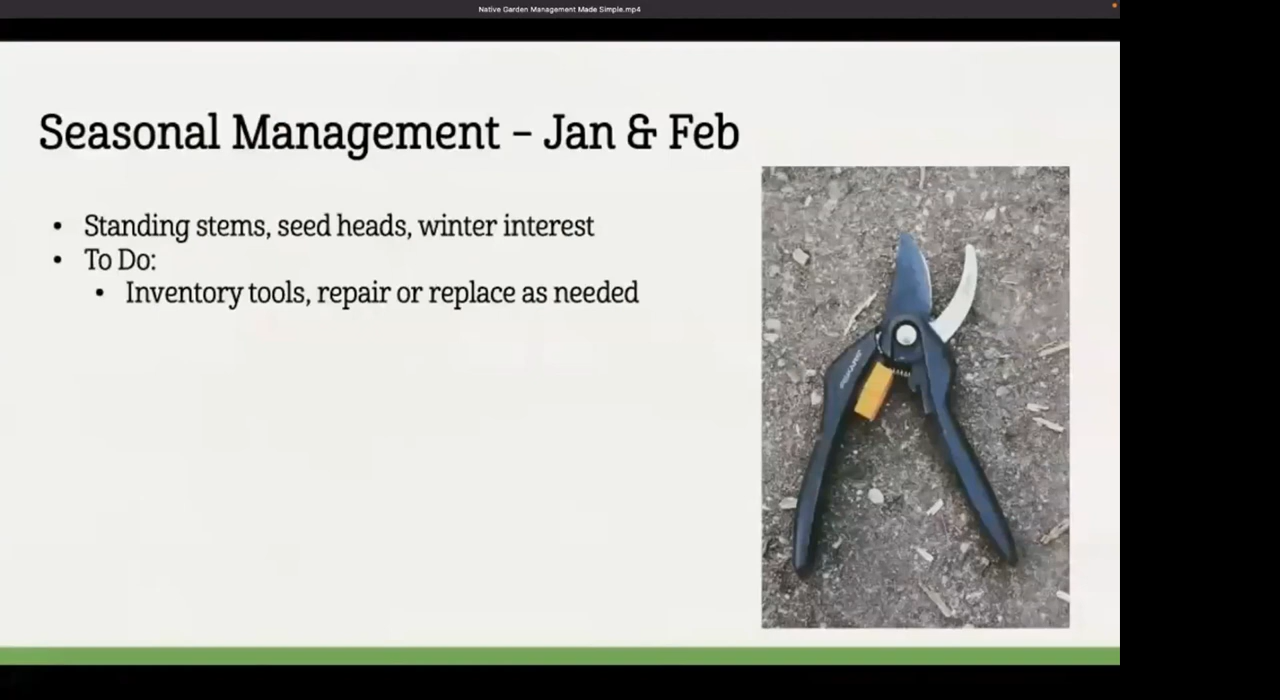 Native Garden Management Made Simple.mp4
Seasonal Management – Jan & Feb
• Standing stems, seed heads, winter interest
• To Do:
• Inventory tools, repair or replace as needed
FISKARS